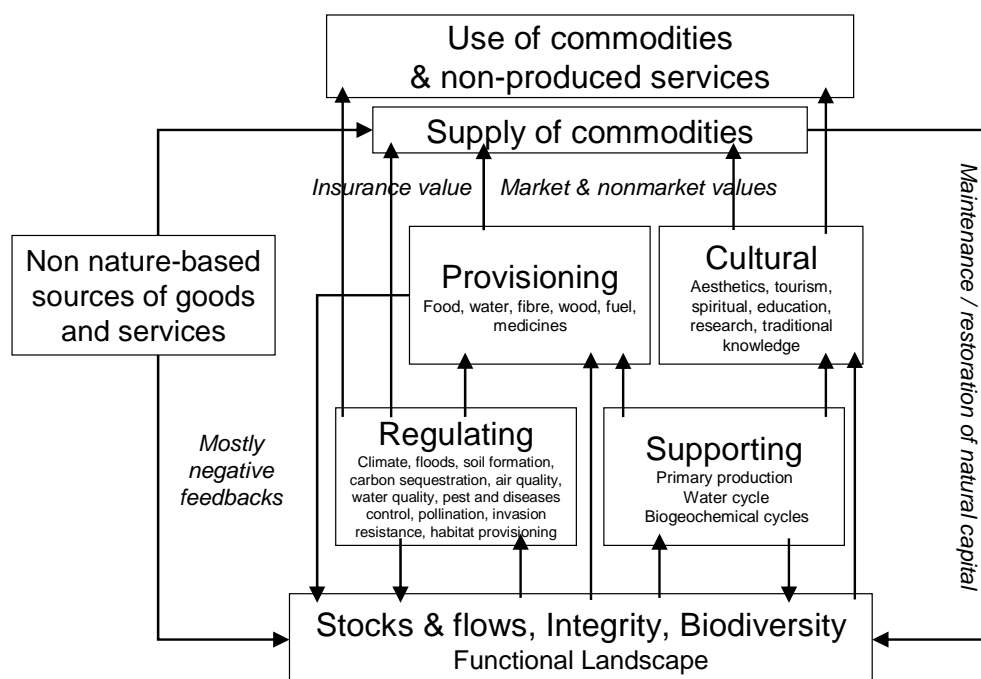 Use of commodities
& non-produced services
Supply of commodities
Insurance value
Market & nonmarket values
Maintenance / restoration of natural capital
Non nature-based
sources of goods
and services
Provisioning
Food, water, fibre, wood, fuel,
medicines
Cultural
Aesthetics, tourism,
spiritual, education,
research, traditional
knowledge
Mostly
negative
feedbacks
Regulating
Climate, floods, soil formation,
carbon sequestration, air quality,
water quality, pest and diseases
control, pollination, invasion
resistance, habitat provisioning
Supporting
Primary production
Water cycle
Biogeochemical cycles
Stocks & flows, Integrity, Biodiversity
Functional Landscape